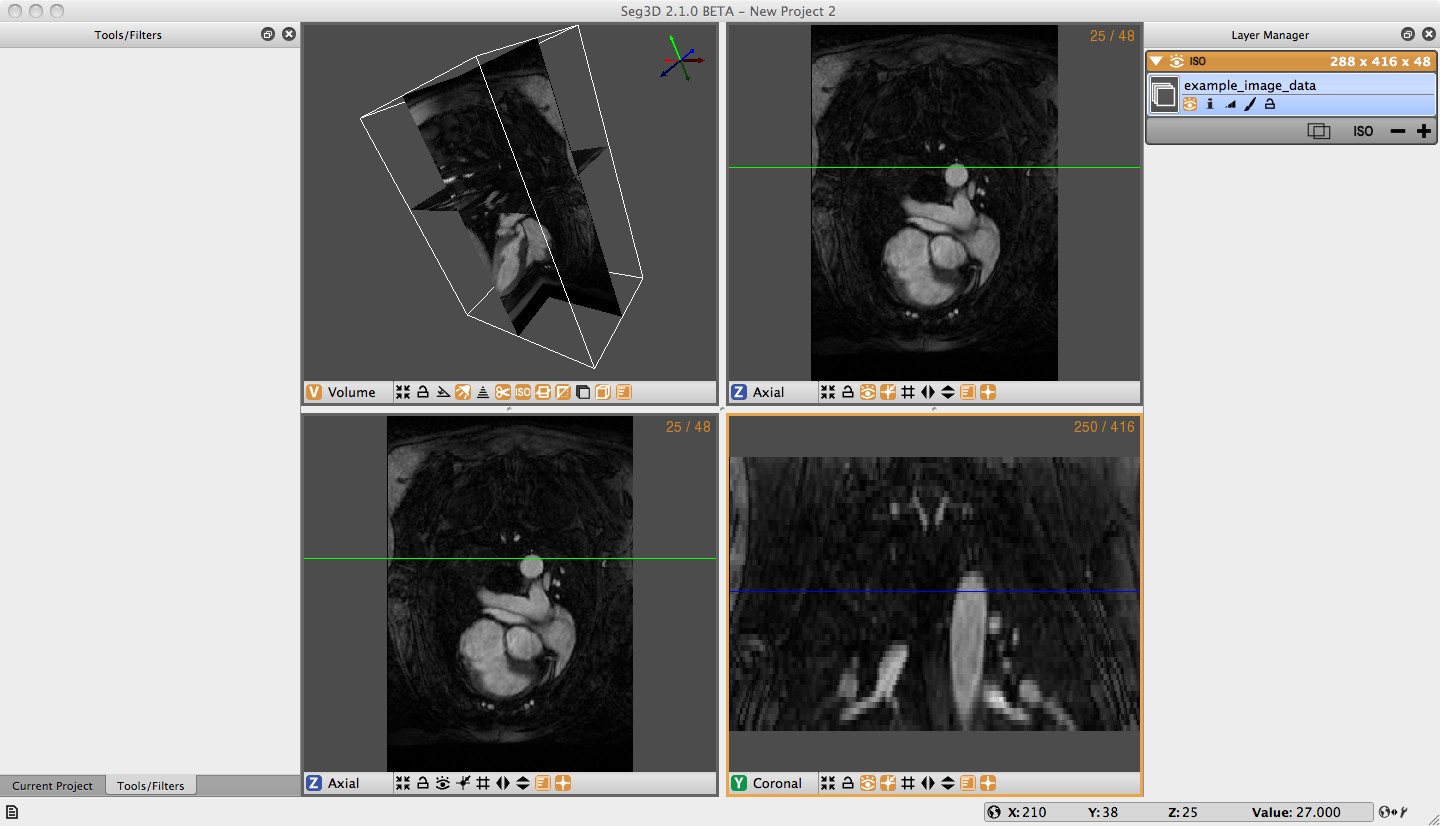 Seg3D 2.1.0 BETA - New Project 2
Tools/Filters
Layer Manager
25 / 48
ISO 288 x 416 x 48
example_image_data
ISO
V Volume ISO
Z Axial
25 / 48
250 / 416
Z Axial
Y Coronal
Current Project Tools/Filters
X: 210 Y: 38 Z: 25 Value: 27.000